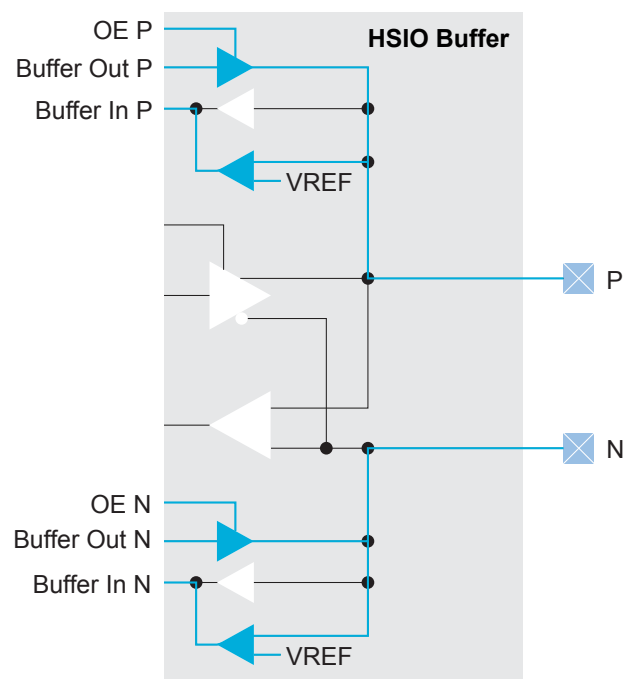 OE P
HSIO Buffer
Buffer Out P
Buffer In P
VREF
P
N
OE N
Buffer Out N
Buffer In N
VREF